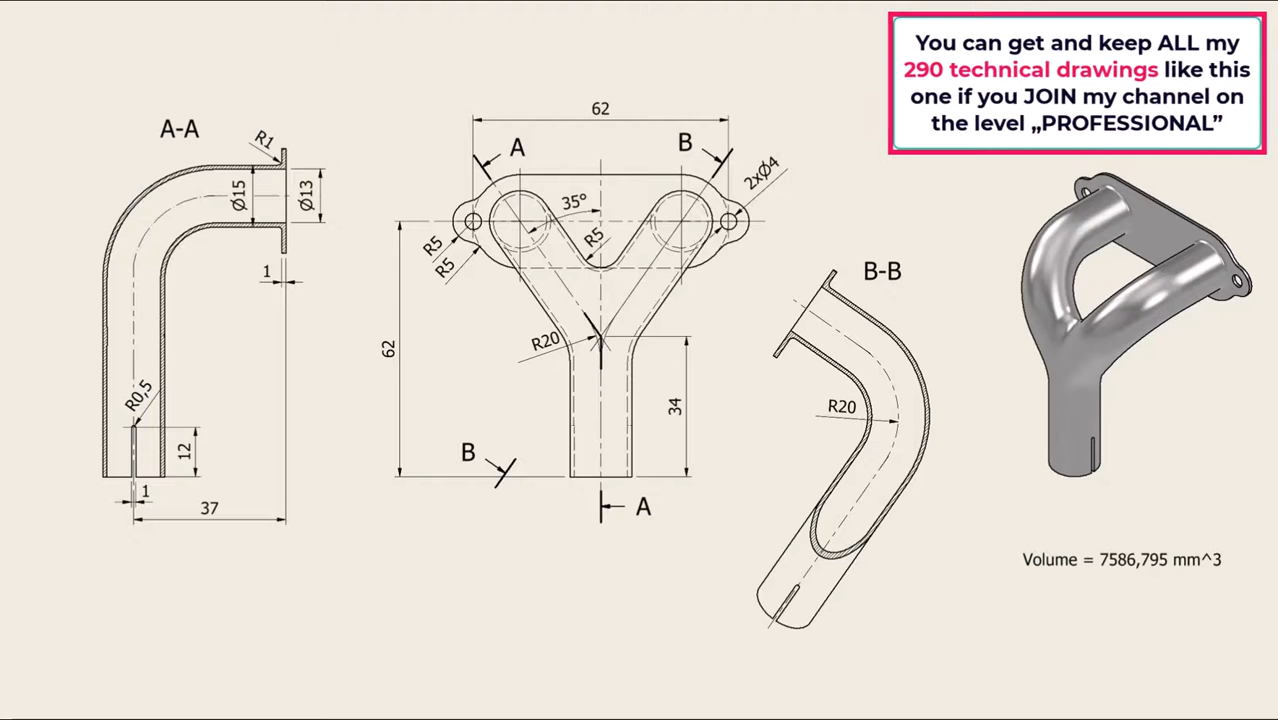 You can get and keep ALL my
290 technical drawings like this
one if you JOIN my channel on
the level „PROFESSIONAL”
A-A
R1
Ø15
Ø13
1
R0,5
12
1
37
62
A
B
2xØ4
35º
R5
R5
R5
62
R20
34
B
A
B-B
R20
Volume = 7586,795 mm^3